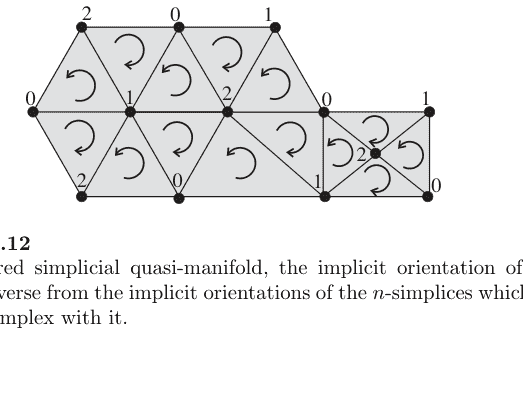 2 0 1
0 1 2 0 1
2
2 0 1 0
.12
red simplicial quasi-manifold, the implicit orientation of
verse from the implicit orientations of the n-simplices which
mplex with it.